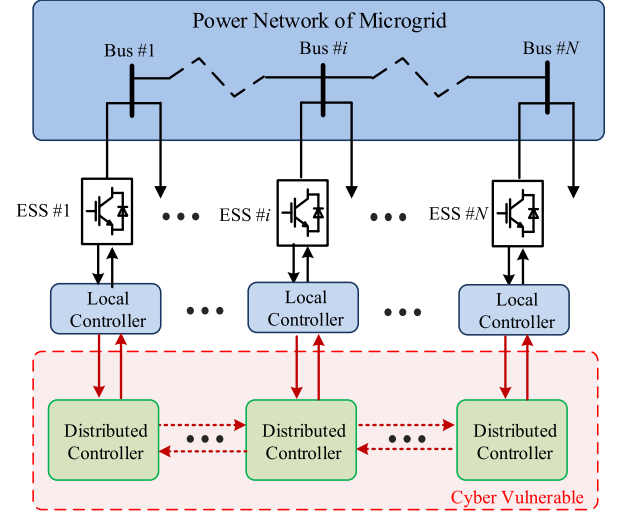 Power Network of Microgrid
Bus #1
Bus #i
Bus #N
ESS #1
ESS #i
ESS #N
Local
Controller
Local
Controller
Local
Controller
Distributed
Controller
Distributed
Controller
Distributed
Controller
Cyber Vulnerable